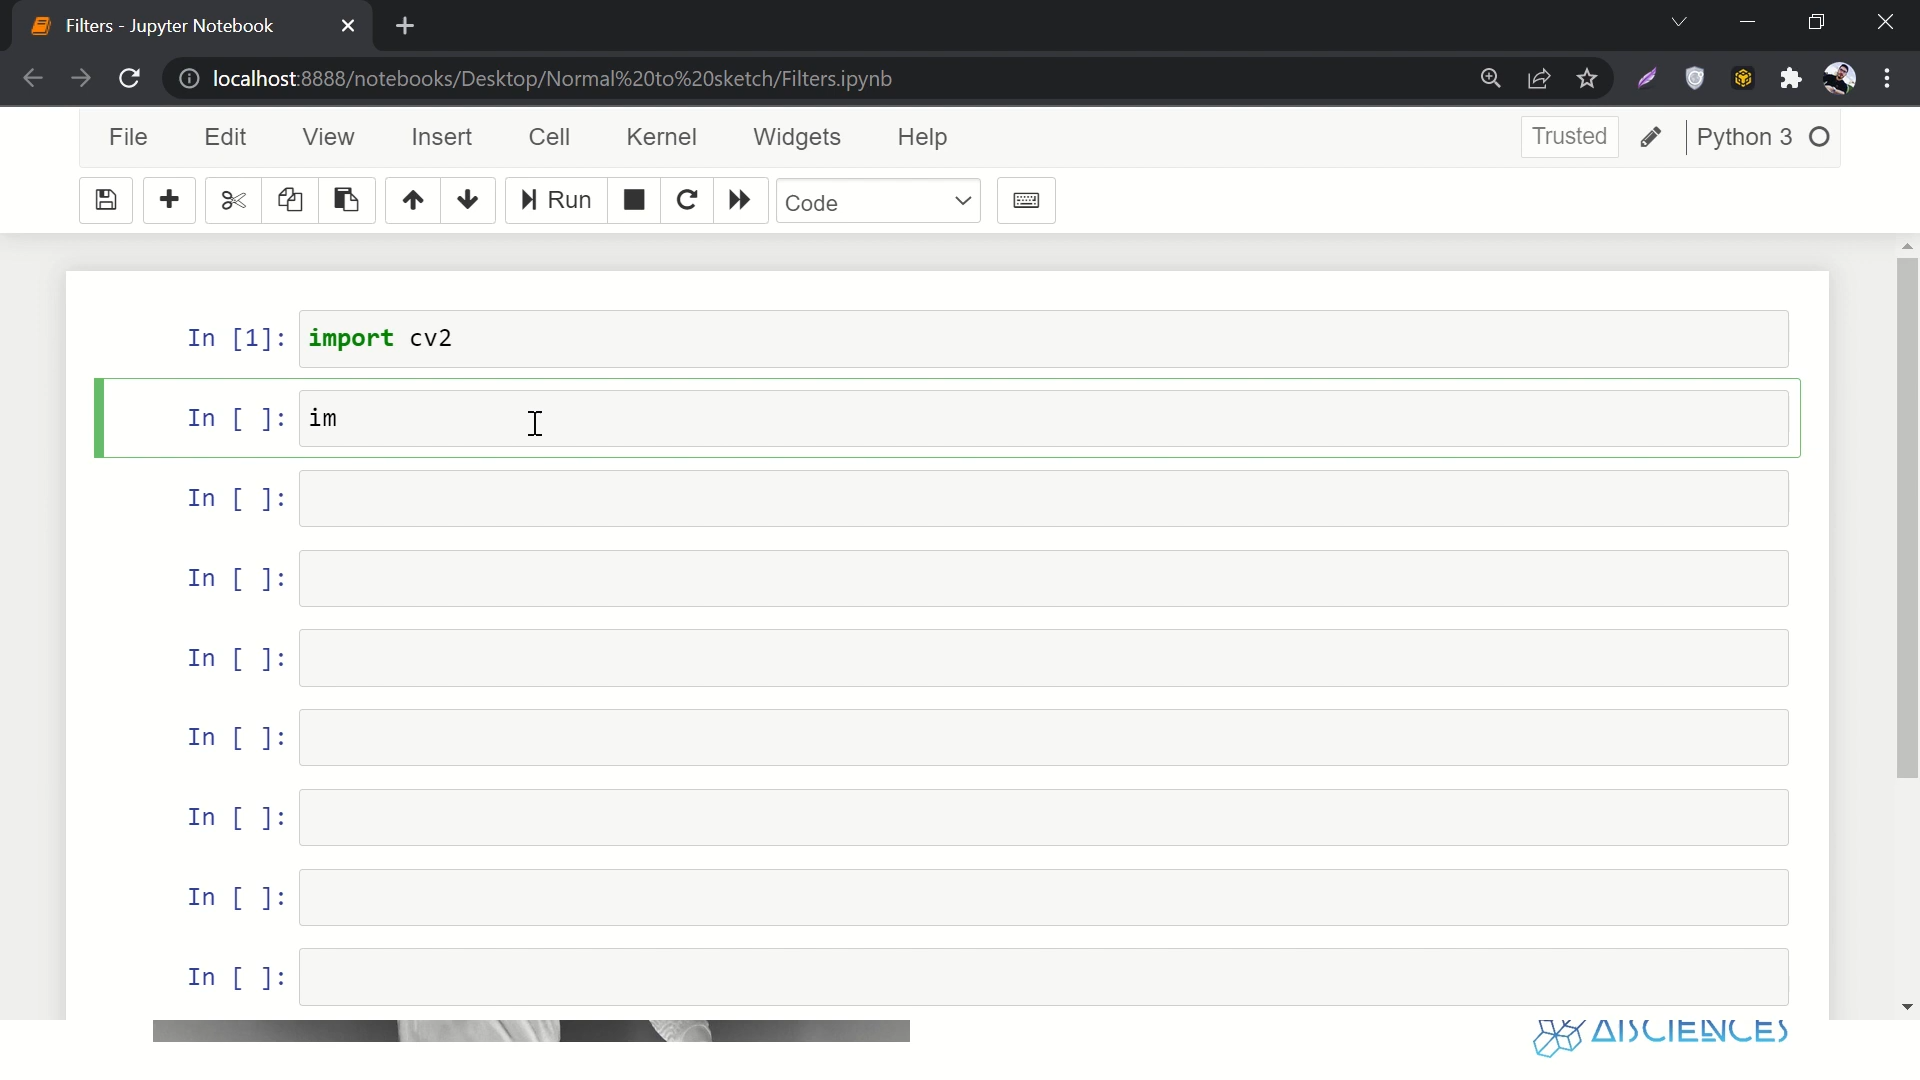 Filters - Jupyter Notebook
localhost:8888/notebooks/Desktop/Normal%20to%20sketch/Filters.ipynb
File Edit View Insert Cell Kernel Widgets Help Trusted Python 3
Run Code
In [1]: import cv2
In [ ]: im
In [ ]:
In [ ]:
In [ ]:
In [ ]:
In [ ]:
In [ ]:
In [ ]:
AISCIENCES